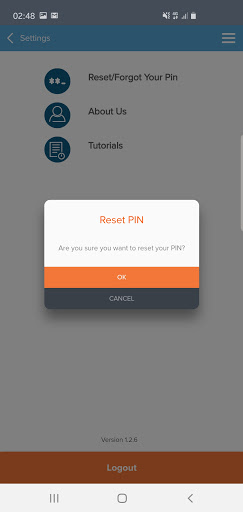 02:48
Settings
Reset/Forgot Your Pin
About Us
Tutorials
Reset PIN
Are you sure you want to reset your PIN?
OK
CANCEL
Version 1.2.6
Logout